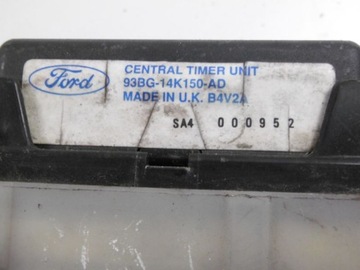 Ford
CENTRAL TIMER UNIT
93BG-14K150-AD
MADE IN U.K. B4V2A
SA4 000952